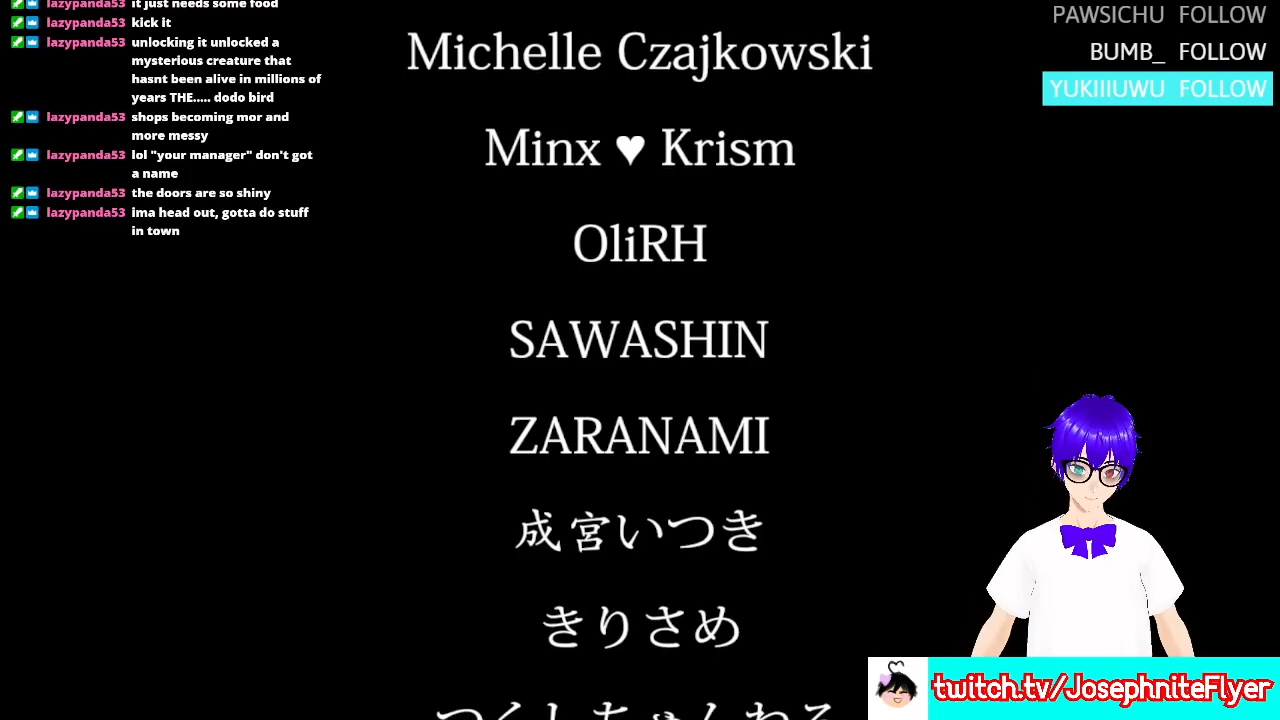 lazypanda53 it just needs some food
lazypanda53 kick it
lazypanda53 unlocking it unlocked a
mysterious creature that
hasnt been alive in millions of
years THE..... dodo bird
lazypanda53 shops becoming mor and
more messy
lazypanda53 lol "your manager" don't got
a name
lazypanda53 the doors are so shiny
lazypanda53 ima head out, gotta do stuff
in town
Michelle Czajkowski
Minx ♥ Krism
OliRH
SAWASHIN
ZARANAMI
成宮いつき
きりさめ
PAWSICHU FOLLOW
BUMB_ FOLLOW
YUKIIIUWU FOLLOW
twitch.tv/JosephniteFlyer